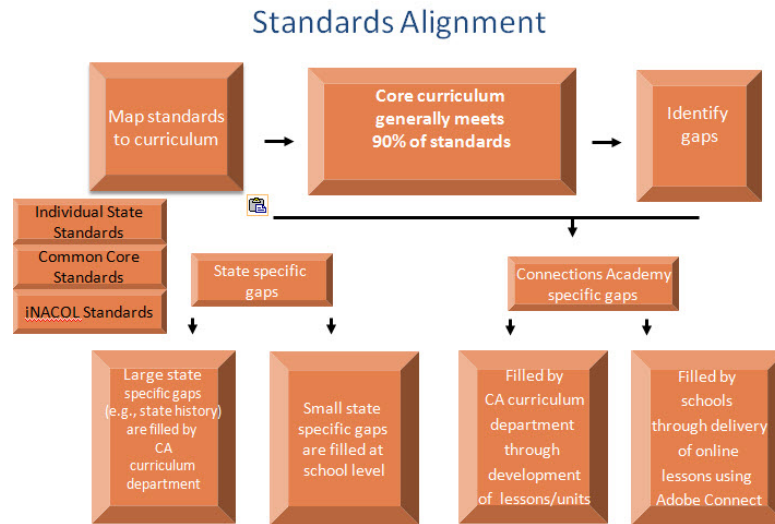 Standards Alignment
Map standards
to curriculum
Core curriculum
generally meets
90% of standards
Identify
gaps
Individual State
Standards
Common Core
Standards
iNACOL Standards
State specific
gaps
Connections Academy
specific gaps
Large state
specific gaps
(e.g., state history)
are filled by
CA
curriculum
department
Small state
specific gaps
are filled at
school level
Filled by
CA curriculum
department
through
development
of lessons/units
Filled by
schools
through delivery
of online
lessons using
Adobe Connect